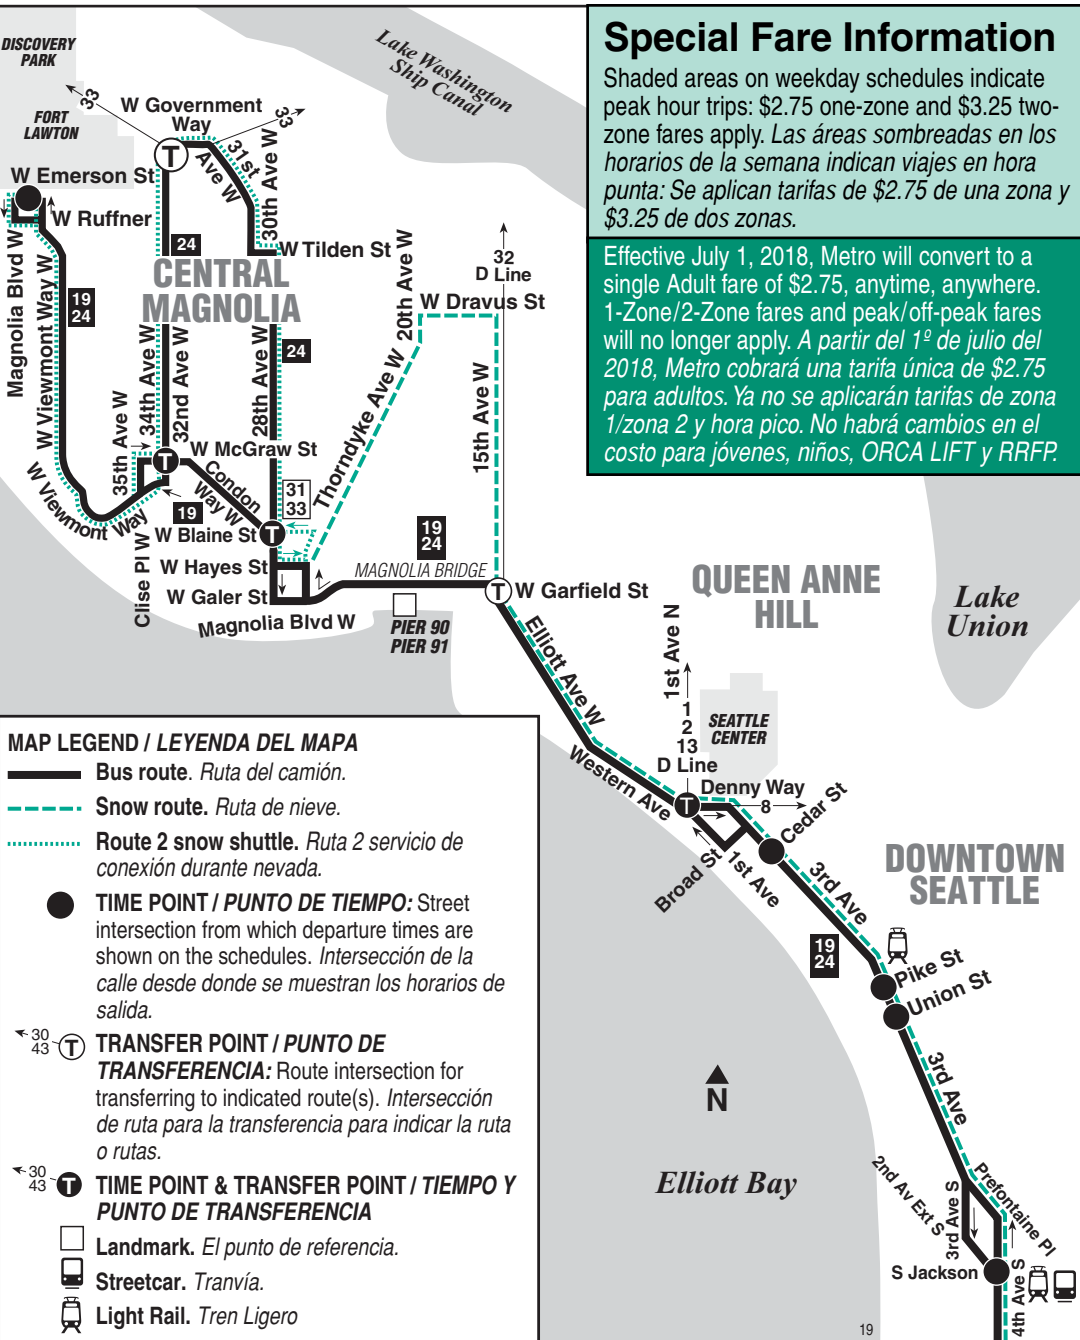 DISCOVERY
PARK
FORT
LAWTON
33
W Government
Way
33
T
31st
Ave W
30th Ave W
W Emerson St
W Ruffner
24
W Tilden St
CENTRAL
MAGNOLIA
Magnolia Blvd W
W Viewmont Way W
19
24
34th Ave W
32nd Ave W
28th Ave W
24
35th Ave W
W McGraw St
T
Condon
Way W
W Viewmont Way
19
Clise Pl W
W Blaine St
T
31
33
W Hayes St
W Galer St
Magnolia Blvd W
Thorndyke Ave W
20th Ave W
W Dravus St
32
D Line
15th Ave W
19
24
MAGNOLIA BRIDGE
T
W Garfield St
PIER 90
PIER 91
Lake Washington
Ship Canal
Special Fare Information
Shaded areas on weekday schedules indicate
peak hour trips: $2.75 one-zone and $3.25 two-
zone fares apply. Las áreas sombreadas en los
horarios de la semana indican viajes en hora
punta: Se aplican tarifas de $2.75 de una zona y
$3.25 de dos zonas.
Effective July 1, 2018, Metro will convert to a
single Adult fare of $2.75, anytime, anywhere.
1-Zone/2-Zone fares and peak/off-peak fares
will no longer apply. A partir del 1º de julio del
2018, Metro cobrará una tarifa única de $2.75
para adultos. Ya no se aplicarán tarifas de zona
1/zona 2 y hora pico. No habrá cambios en el
costo para jóvenes, niños, ORCA LIFT y RRFP.
QUEEN ANNE
HILL
Lake
Union
Elliott Ave W
1st Ave N
1
2
13
D Line
SEATTLE
CENTER
Western Ave
T
Denny Way
8
Cedar St
Broad St
1st Ave
3rd Ave
DOWNTOWN
SEATTLE
19
24
Pike St
Union St
3rd Ave
N
Elliott Bay
2nd Av Ext S
3rd Ave S
Prefontaine Pl
S Jackson
4th Ave S
19
MAP LEGEND / LEYENDA DEL MAPA
Bus route. Ruta del camión.
Snow route. Ruta de nieve.
Route 2 snow shuttle. Ruta 2 servicio de
conexión durante nevada.
TIME POINT / PUNTO DE TIEMPO: Street
intersection from which departure times are
shown on the schedules. Intersección de la
calle desde donde se muestran los horarios de
salida.
30
43
T
TRANSFER POINT / PUNTO DE
TRANSFERENCIA: Route intersection for
transferring to indicated route(s). Intersección
de ruta para la transferencia para indicar la ruta
o rutas.
30
43
T
TIME POINT & TRANSFER POINT / TIEMPO Y
PUNTO DE TRANSFERENCIA
Landmark. El punto de referencia.
Streetcar. Tranvía.
Light Rail. Tren Ligero